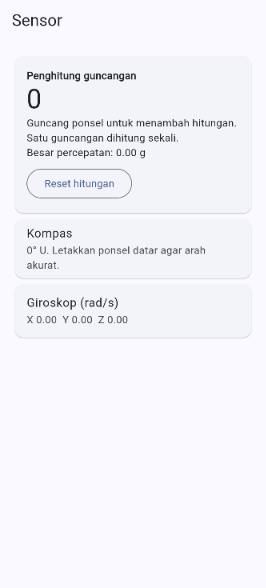 Sensor
Penghitung guncangan
0
Guncang ponsel untuk menambah hitungan.
Satu guncangan dihitung sekali.
Besar percepatan: 0.00 g
Reset hitungan
Kompas
0° U. Letakkan ponsel datar agar arah
akurat.
Giroskop (rad/s)
X 0.00  Y 0.00  Z 0.00